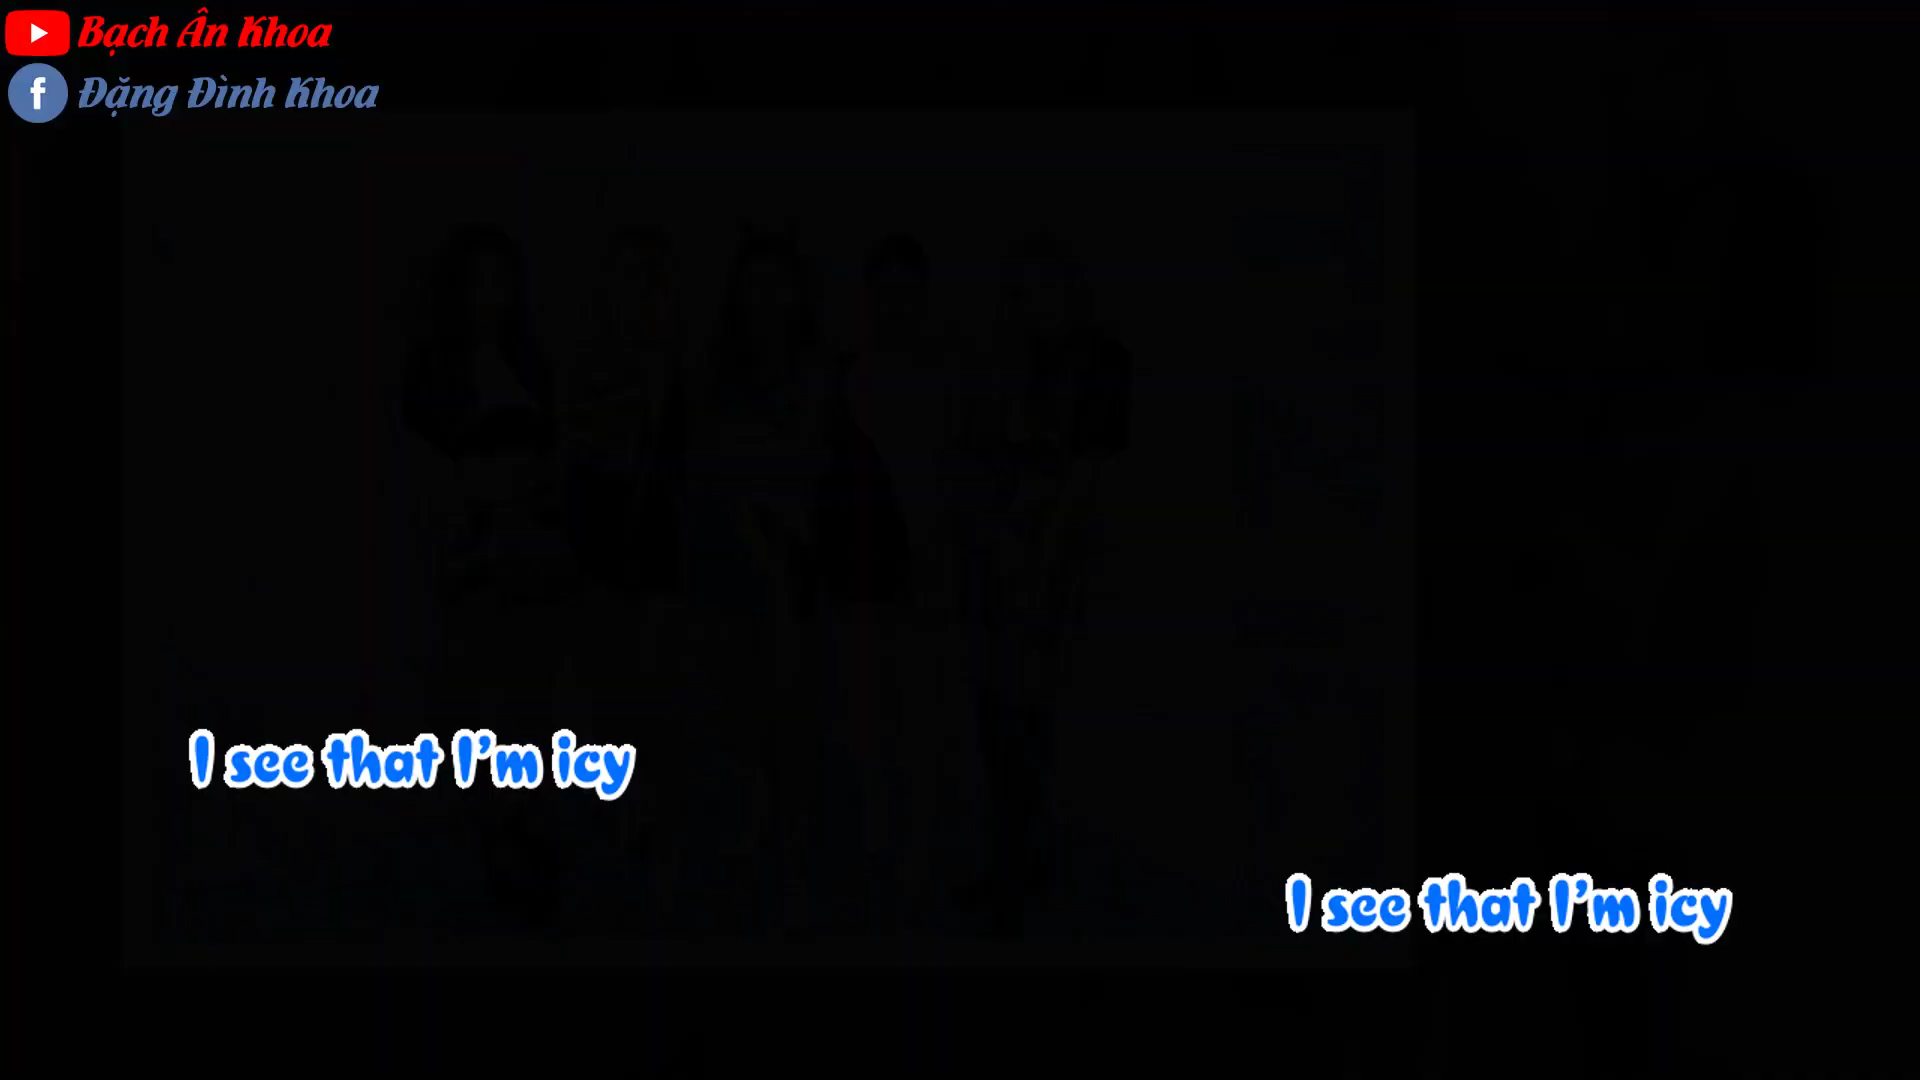 Bạch Ân Khoa
f Đặng Đình Khoa
I see that I'm icy
I see that I'm icy